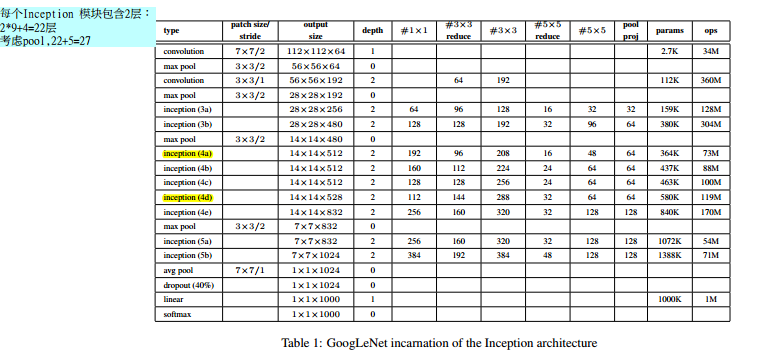 每个Inception 模块包含2层：
2*9+4=22层
考虑pool,22+5=27
type patch size/ stride output size depth #1×1 #3×3 reduce #3×3 #5×5 reduce #5×5 pool proj params ops
convolution 7×7/2 112×112×64 1 2.7K 34M
max pool 3×3/2 56×56×64 0
convolution 3×3/1 56×56×192 2 64 192 112K 360M
max pool 3×3/2 28×28×192 0
inception (3a) 28×28×256 2 64 96 128 16 32 32 159K 128M
inception (3b) 28×28×480 2 128 128 192 32 96 64 380K 304M
max pool 3×3/2 14×14×480 0
inception (4a) 14×14×512 2 192 96 208 16 48 64 364K 73M
inception (4b) 14×14×512 2 160 112 224 24 64 64 437K 88M
inception (4c) 14×14×512 2 128 128 256 24 64 64 463K 100M
inception (4d) 14×14×528 2 112 144 288 32 64 64 580K 119M
inception (4e) 14×14×832 2 256 160 320 32 128 128 840K 170M
max pool 3×3/2 7×7×832 0
inception (5a) 7×7×832 2 256 160 320 32 128 128 1072K 54M
inception (5b) 7×7×1024 2 384 192 384 48 128 128 1388K 71M
avg pool 7×7/1 1×1×1024 0
dropout (40%) 1×1×1024 0
linear 1×1×1000 1 1000K 1M
softmax 1×1×1000 0
Table 1: GoogLeNet incarnation of the Inception architecture